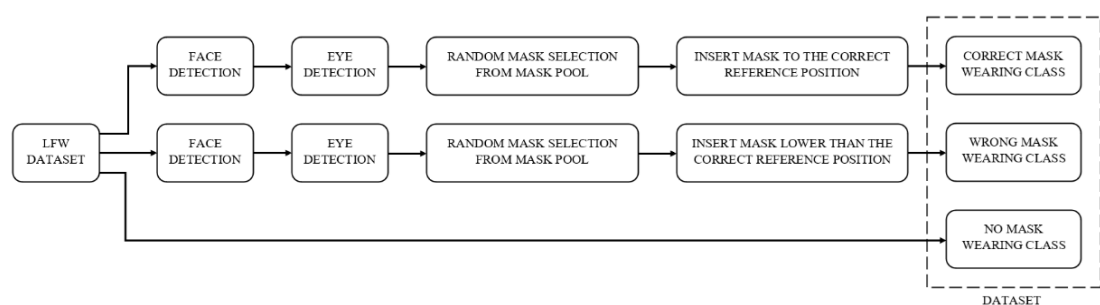 FACE
DETECTION
EYE
DETECTION
RANDOM MASK SELECTION
FROM MASK POOL
INSERT MASK TO THE CORRECT
REFERENCE POSITION
CORRECT MASK
WEARING CLASS
LFW
DATASET
FACE
DETECTION
EYE
DETECTION
RANDOM MASK SELECTION
FROM MASK POOL
INSERT MASK LOWER THAN THE
CORRECT REFERENCE POSITION
WRONG MASK
WEARING CLASS
NO MASK
WEARING CLASS
DATASET